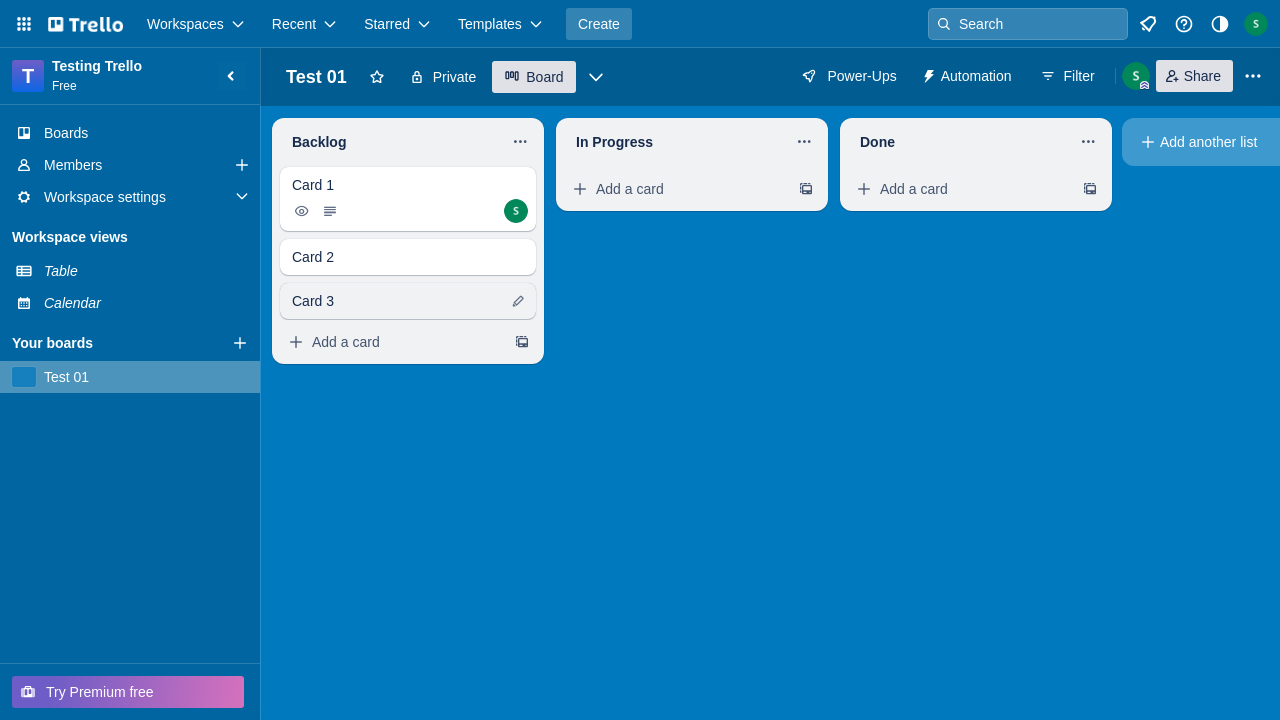 Trello
Workspaces
Recent
Starred
Templates
Create
Search
S
T
Testing Trello
Free
Test 01
Private
Board
Power-Ups
Automation
Filter
S
Share
Boards
Members
Workspace settings
Workspace views
Table
Calendar
Your boards
Test 01
Try Premium free
Backlog
Card 1
S
Card 2
Card 3
Add a card
In Progress
Add a card
Done
Add a card
Add another list